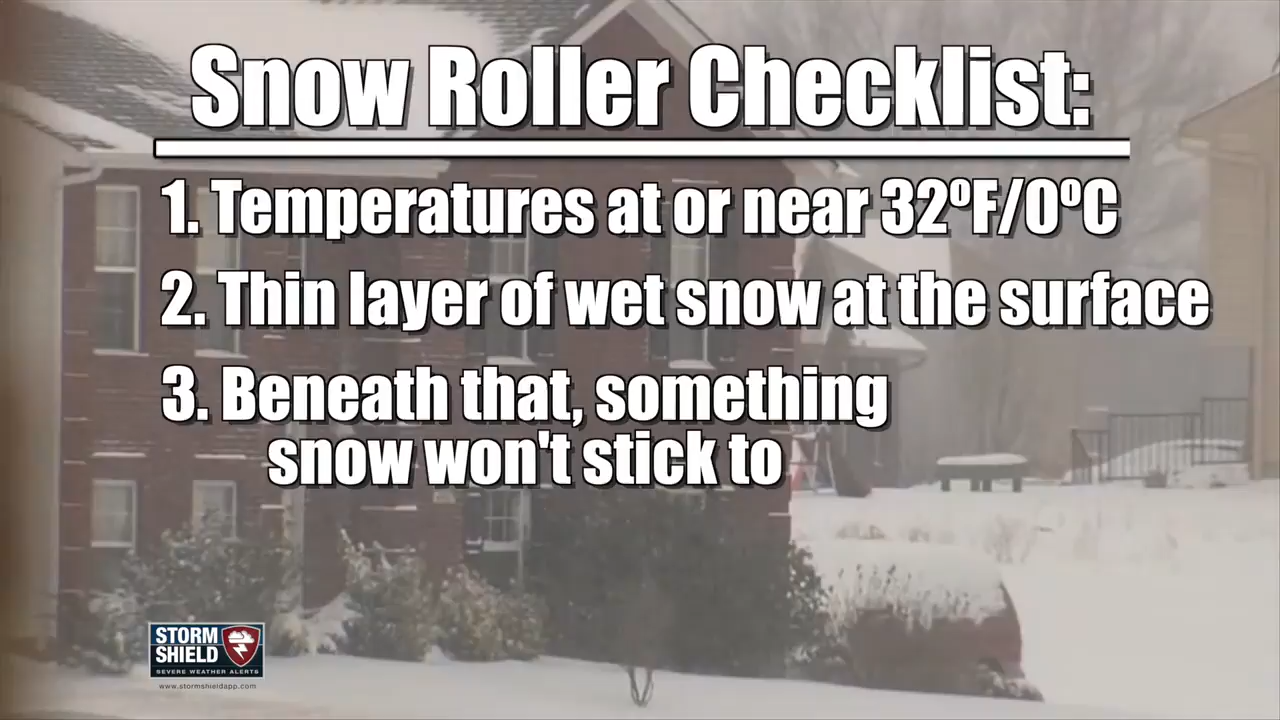 Snow Roller Checklist:
1. Temperatures at or near 32ºF/0ºC
2. Thin layer of wet snow at the surface
3. Beneath that, something
snow won't stick to
STORM
SHIELD
SEVERE WEATHER ALERTS
www.stormshieldapp.com